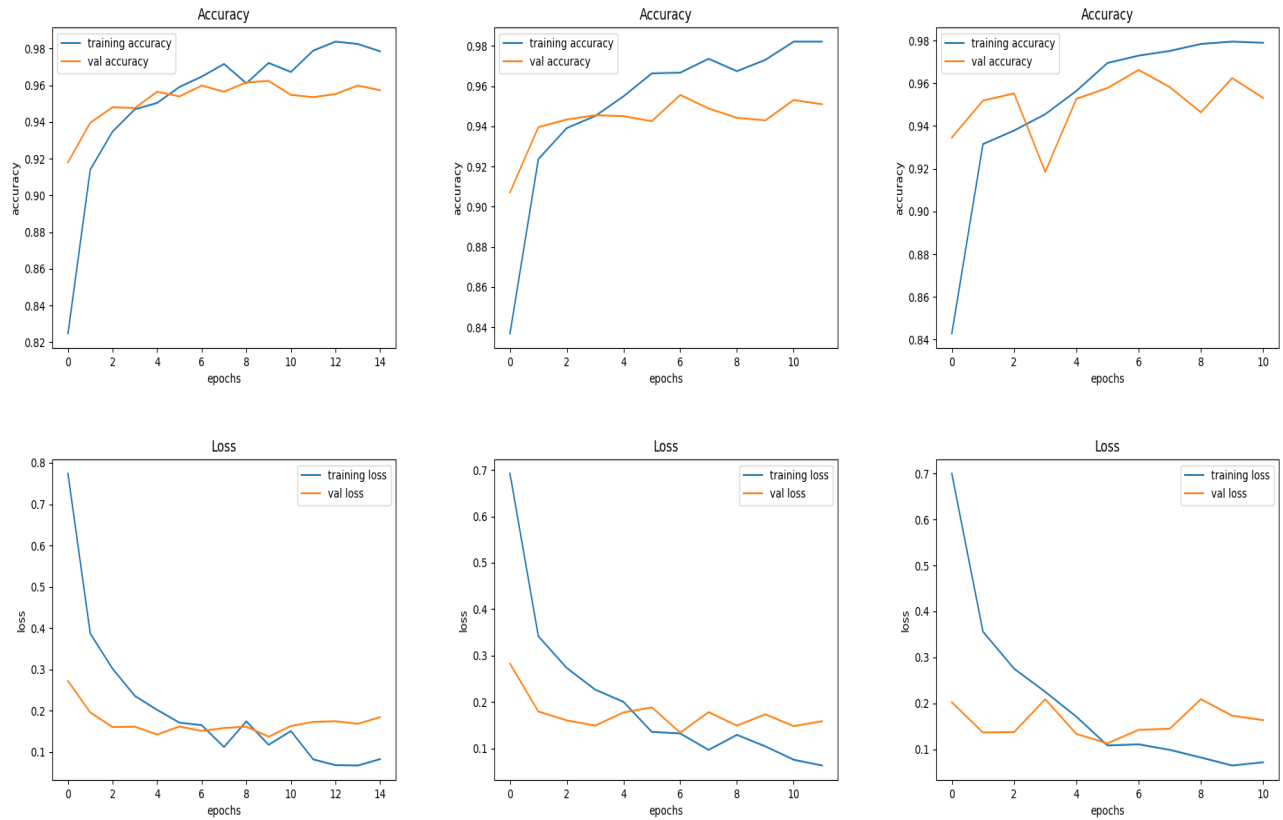 Accuracy
training accuracy
val accuracy
0.98
0.96
0.94
0.92
0.90
0.88
0.86
0.84
0.82
accuracy
0 2 4 6 8 10 12 14
epochs
Accuracy
training accuracy
val accuracy
0.98
0.96
0.94
0.92
0.90
0.88
0.86
0.84
accuracy
0 2 4 6 8 10
epochs
Accuracy
training accuracy
val accuracy
0.98
0.96
0.94
0.92
0.90
0.88
0.86
0.84
accuracy
0 2 4 6 8 10
epochs
Loss
training loss
val loss
0.8
0.7
0.6
0.5
0.4
0.3
0.2
0.1
loss
0 2 4 6 8 10 12 14
epochs
Loss
training loss
val loss
0.7
0.6
0.5
0.4
0.3
0.2
0.1
loss
0 2 4 6 8 10
epochs
Loss
training loss
val loss
0.7
0.6
0.5
0.4
0.3
0.2
0.1
loss
0 2 4 6 8 10
epochs